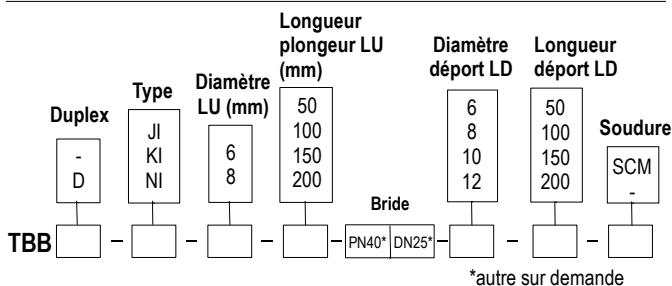 Duplex
-
D
Type
JI
KI
NI
Diamètre
LU (mm)
6
8
Longueur
plongeur LU
(mm)
50
100
150
200
Bride
Diamètre
déport LD
6
8
10
12
Longueur
déport LD
50
100
150
200
Soudure
SCM
-
TBB - - - - PN40* DN25* - - -
*autre sur demande